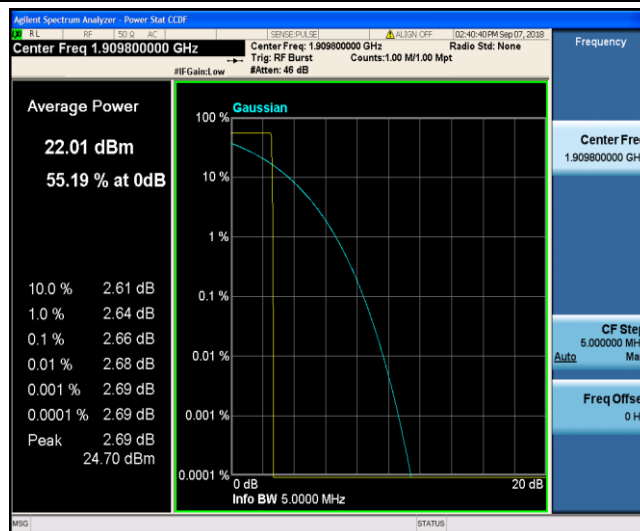 Agilent Spectrum Analyzer - Power Stat CCDF
RL RF 50 Ω AC SENSE:PULSE ALIGN OFF 02:40:40 PM Sep 07, 2018
Center Freq 1.909800000 GHz
Center Freq: 1.909800000 GHz Radio Std: None
Trig: RF Burst Counts:1.00 M/1.00 Mpt
#IFGain:Low #Atten: 46 dB
Frequency
Average Power
22.01 dBm
55.19 % at 0dB
10.0 % 2.61 dB
1.0 % 2.64 dB
0.1 % 2.66 dB
0.01 % 2.68 dB
0.001 % 2.69 dB
0.0001 % 2.69 dB
Peak 2.69 dB
24.70 dBm
Gaussian
100 %
10 %
1 %
0.1 %
0.01 %
0.001 %
0.0001 %
0 dB 20 dB
Info BW 5.0000 MHz
Center Fre
1.909800000 GH
CF Step
5.000000 MH
Auto Ma
Freq Offse
0 H
MSG STATUS